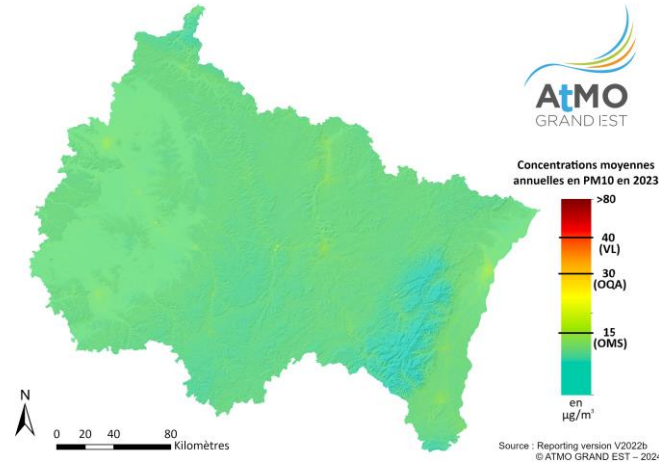 AtMO
GRAND EST
Concentrations moyennes
annuelles en PM10 en 2023
>80
40
(VL)
30
(OQA)
15
(OMS)
en
µg/m³
N
0 20 40 80
Kilomètres
Source : Reporting version V2022b
© ATMO GRAND EST – 2024